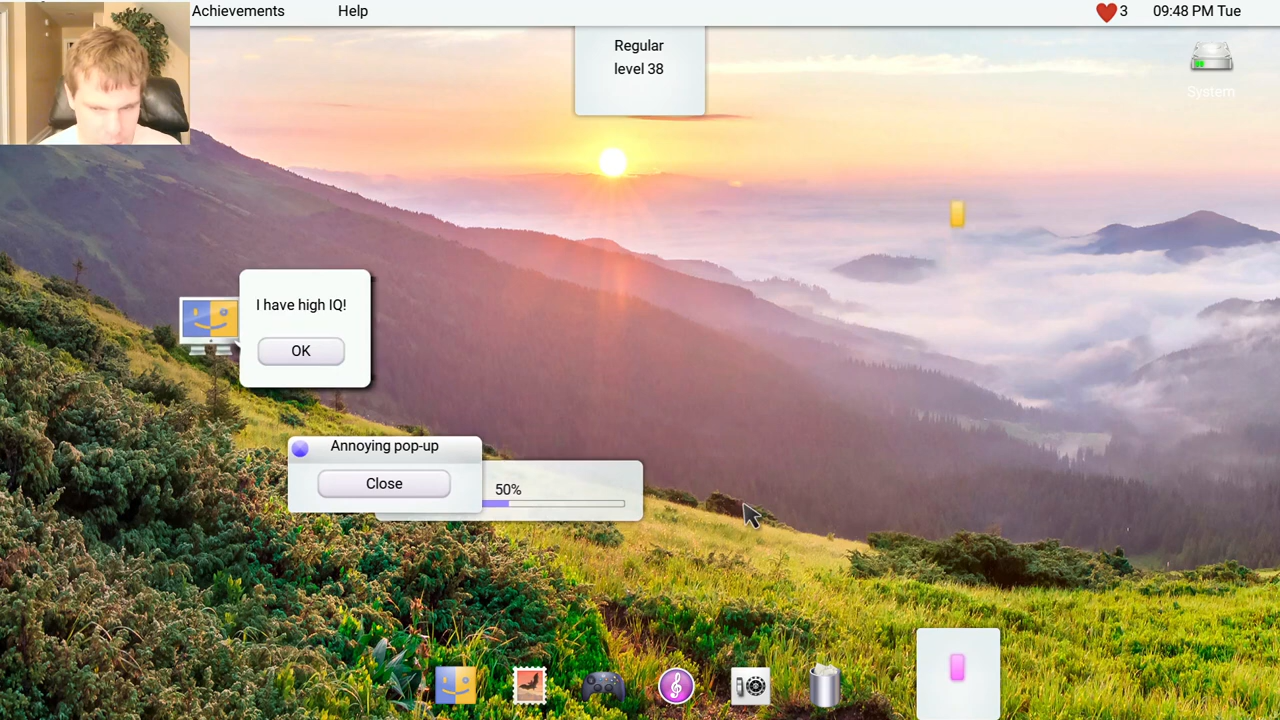 Achievements
Help
3
09:48 PM Tue
Regular
level 38
System
I have high IQ!
OK
Annoying pop-up
Close
50%